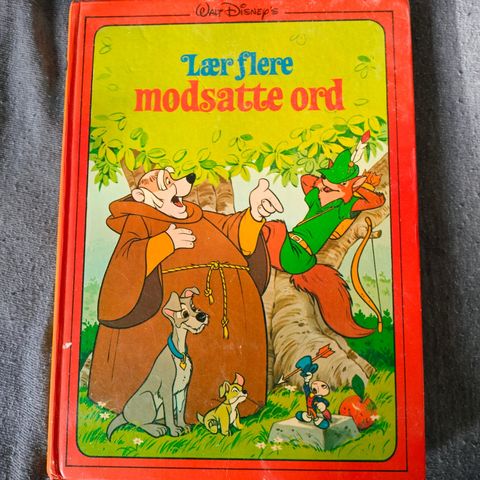 Walt Disney's
Lær flere
modsatte ord